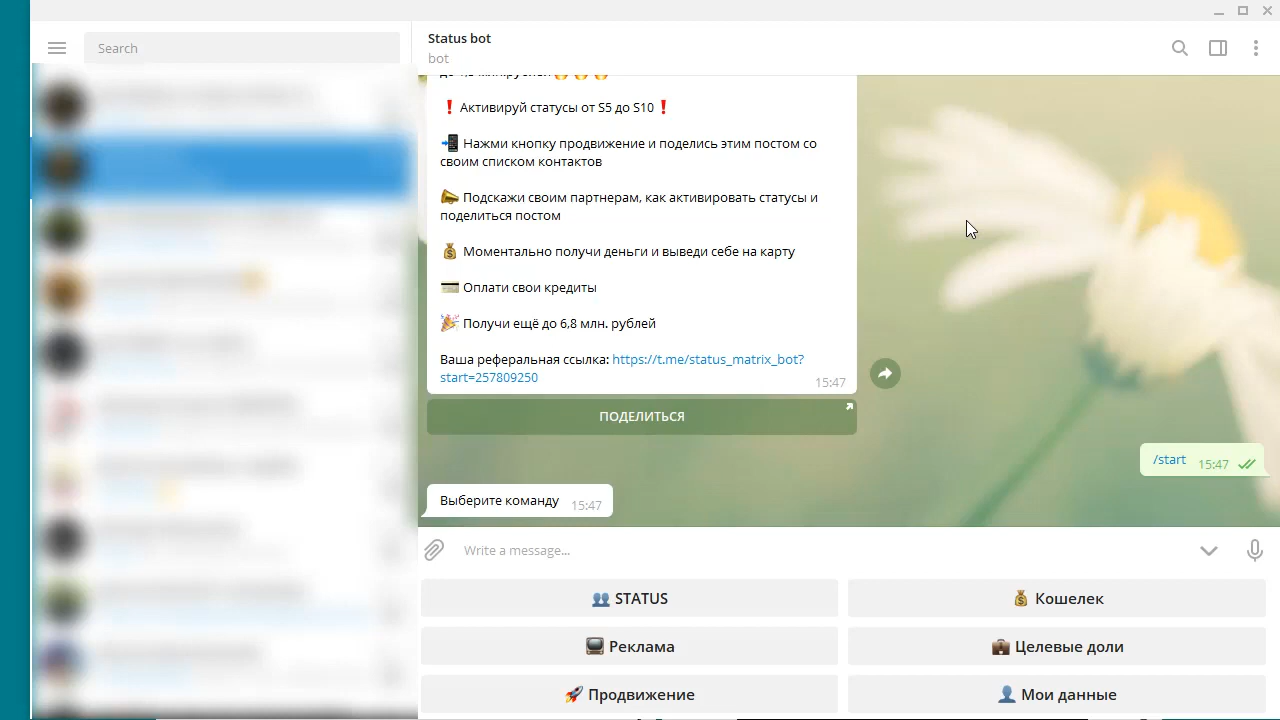 Search
Status bot
bot
❗ Активируй статусы от S5 до S10 ❗
📲 Нажми кнопку продвижение и поделись этим постом со
своим списком контактов
📣 Подскажи своим партнерам, как активировать статусы и
поделиться постом
💰 Моментально получи деньги и выведи себе на карту
💳 Оплати свои кредиты
🎉 Получи ещё до 6,8 млн. рублей
Ваша реферальная ссылка: https://t.me/status_matrix_bot?
start=257809250
15:47
ПОДЕЛИТЬСЯ
/start 15:47
Выберите команду 15:47
Write a message...
👥 STATUS
💰 Кошелек
📺 Реклама
💼 Целевые доли
🚀 Продвижение
👤 Мои данные